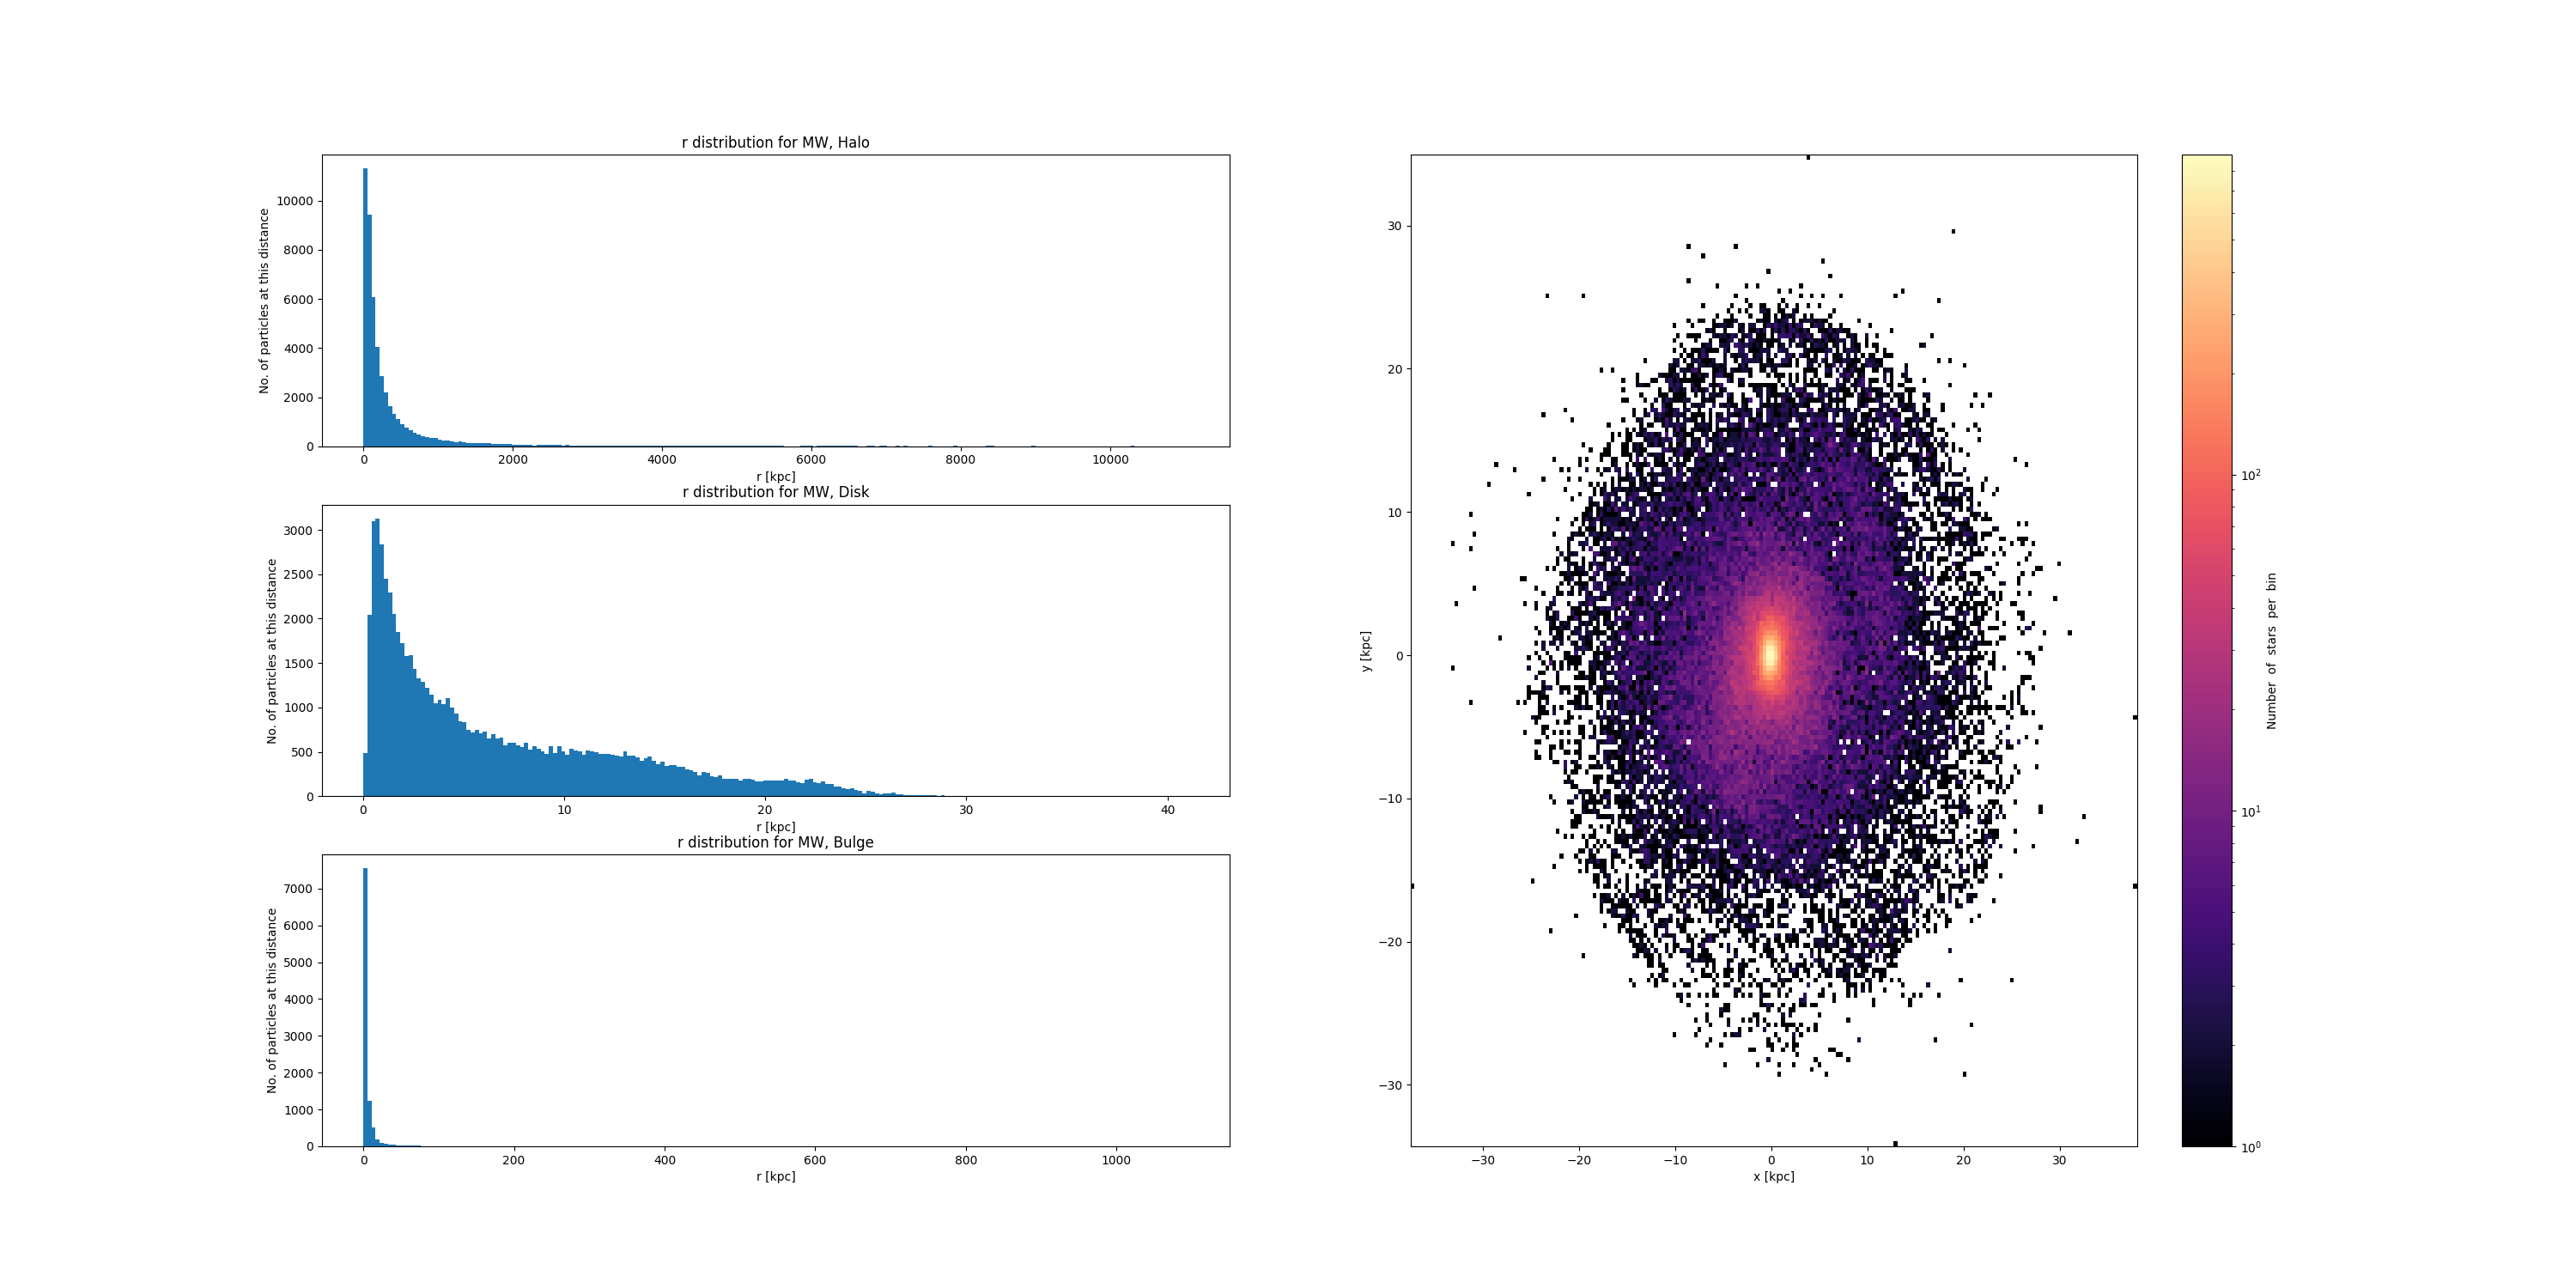 r distribution for MW, Halo
No. of particles at this distance
10000
8000
6000
4000
2000
0
0 2000 4000 6000 8000 10000
r [kpc]
r distribution for MW, Disk
No. of particles at this distance
3000
2500
2000
1500
1000
500
0
0 10 20 30 40
r [kpc]
r distribution for MW, Bulge
No. of particles at this distance
7000
6000
5000
4000
3000
2000
1000
0
0 200 400 600 800 1000
r [kpc]
y [kpc]
30
20
10
0
−10
−20
−30
−30 −20 −10 0 10 20 30
x [kpc]
10²
10¹
10⁰
Number of stars per bin